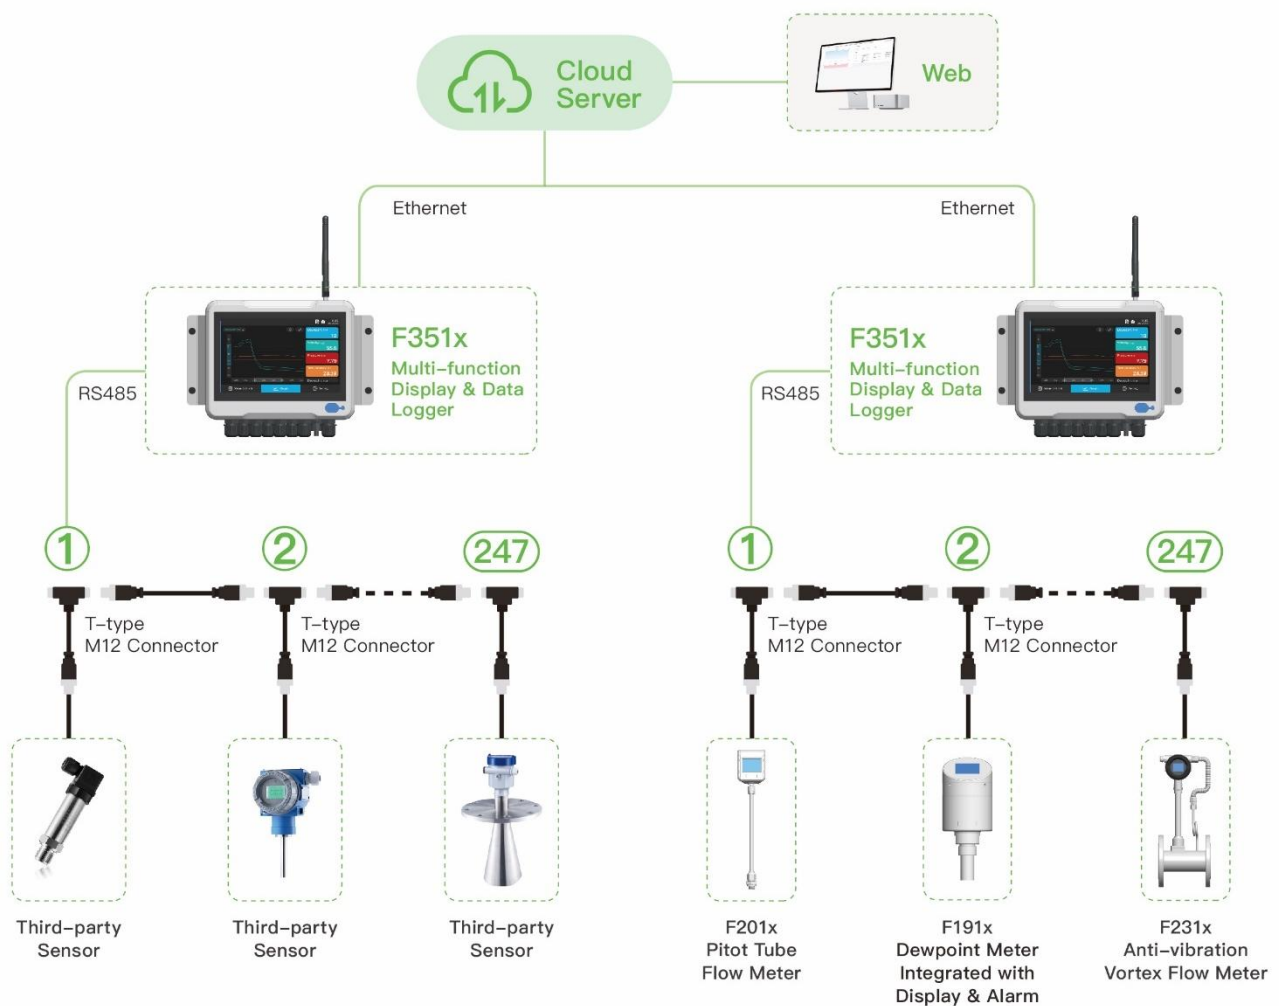 Cloud
Server
Web
Ethernet
Ethernet
F351x
Multi-function
Display & Data
Logger
RS485
F351x
Multi-function
Display & Data
Logger
RS485
1
2
247
1
2
247
T-type
M12 Connector
T-type
M12 Connector
T-type
M12 Connector
T-type
M12 Connector
Third-party
Sensor
Third-party
Sensor
Third-party
Sensor
F201x
Pitot Tube
Flow Meter
F191x
Dewpoint Meter
Integrated with
Display & Alarm
F231x
Anti-vibration
Vortex Flow Meter